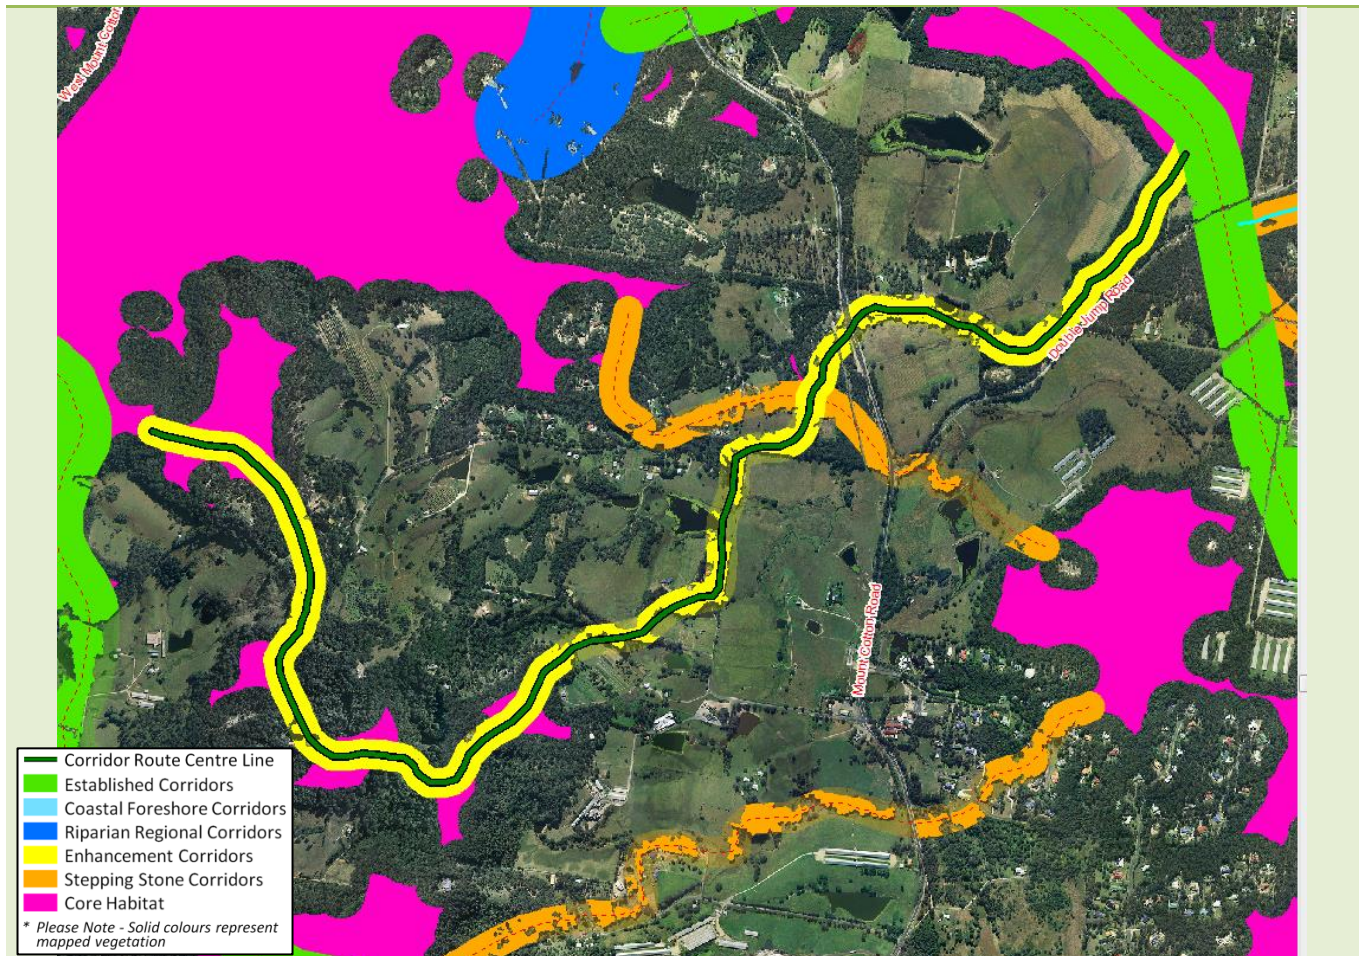 West Mount Cotton
Double Jump Road
Mount Cotton Road
Corridor Route Centre Line
Established Corridors
Coastal Foreshore Corridors
Riparian Regional Corridors
Enhancement Corridors
Stepping Stone Corridors
Core Habitat
* Please Note - Solid colours represent
mapped vegetation